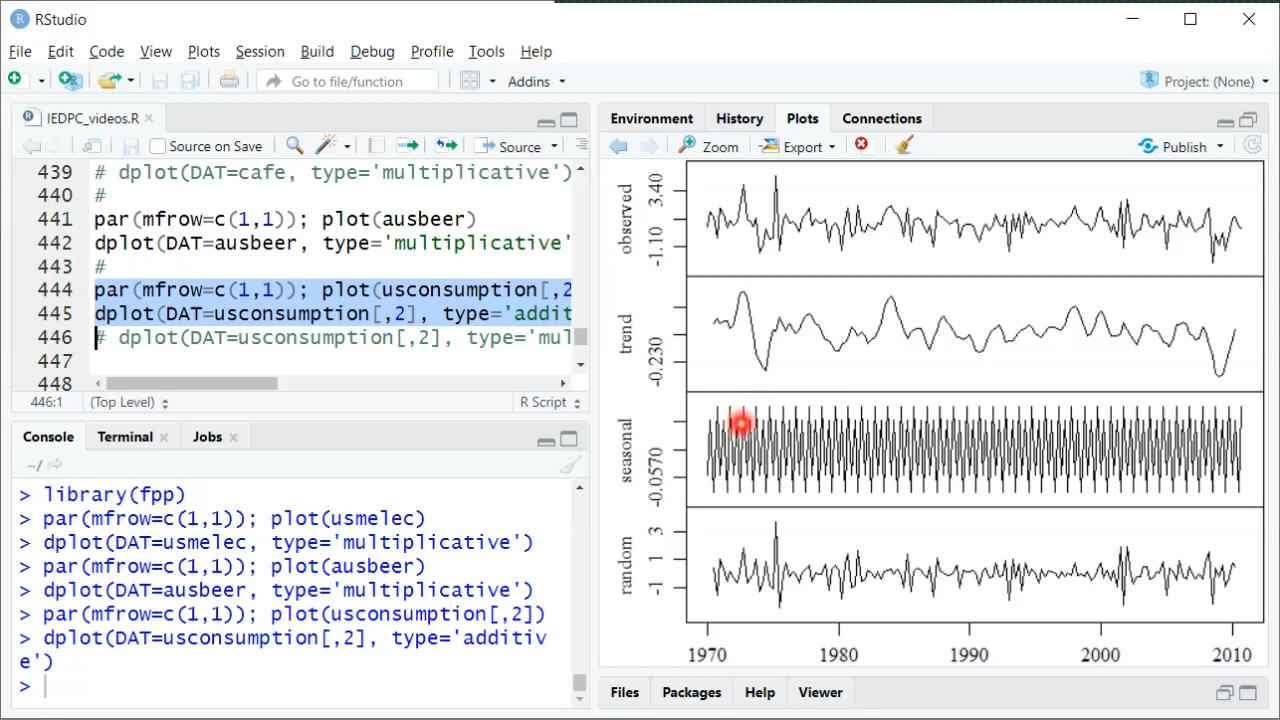 RStudio
File Edit Code View Plots Session Build Debug Profile Tools Help
Go to file/function Addins Project: (None)
IEDPC_videos.R
Source on Save Source
439 # dplot(DAT=cafe, type='multiplicative')
440 #
441 par(mfrow=c(1,1)); plot(ausbeer)
442 dplot(DAT=ausbeer, type='multiplicative'
443 #
444 par(mfrow=c(1,1)); plot(usconsumption[,2
445 dplot(DAT=usconsumption[,2], type='addit
446 # dplot(DAT=usconsumption[,2], type='mul
447
448
446:1 (Top Level) R Script
Console Terminal Jobs
~/
> library(fpp)
> par(mfrow=c(1,1)); plot(usmelec)
> dplot(DAT=usmelec, type='multiplicative')
> par(mfrow=c(1,1)); plot(ausbeer)
> dplot(DAT=ausbeer, type='multiplicative')
> par(mfrow=c(1,1)); plot(usconsumption[,2])
> dplot(DAT=usconsumption[,2], type='additiv
e')
>
Environment History Plots Connections
Zoom Export Publish
observed
-1.10 3.40
trend
-0.230
seasonal
-0.0570
random
-1 1 3
1970 1980 1990 2000 2010
Files Packages Help Viewer